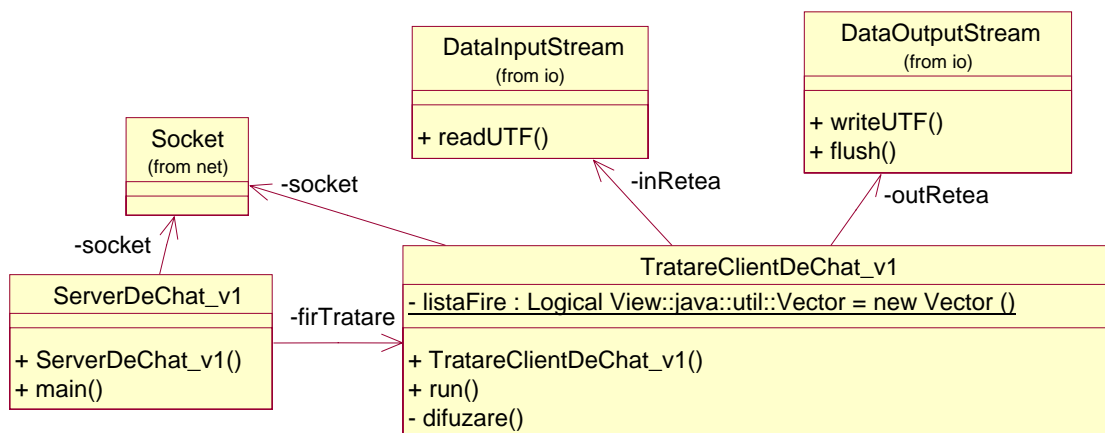 DataInputStream
(from io)
+ readUTF()
DataOutputStream
(from io)
+ writeUTF()
+ flush()
Socket
(from net)
-socket
-inRetea
-outRetea
-socket
ServerDeChat_v1
+ ServerDeChat_v1()
+ main()
-firTratare
TratareClientDeChat_v1
- listaFire : Logical View::java::util::Vector = new Vector ()
+ TratareClientDeChat_v1()
+ run()
- difuzare()